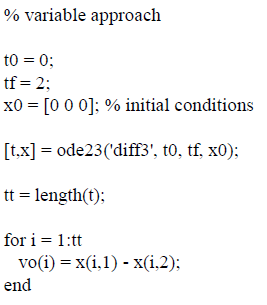 % variable approach
t0 = 0;
tf = 2;
x0 = [0 0 0]; % initial conditions
[t,x] = ode23('diff3', t0, tf, x0);
tt = length(t);
for i = 1:tt
vo(i) = x(i,1) - x(i,2);
end